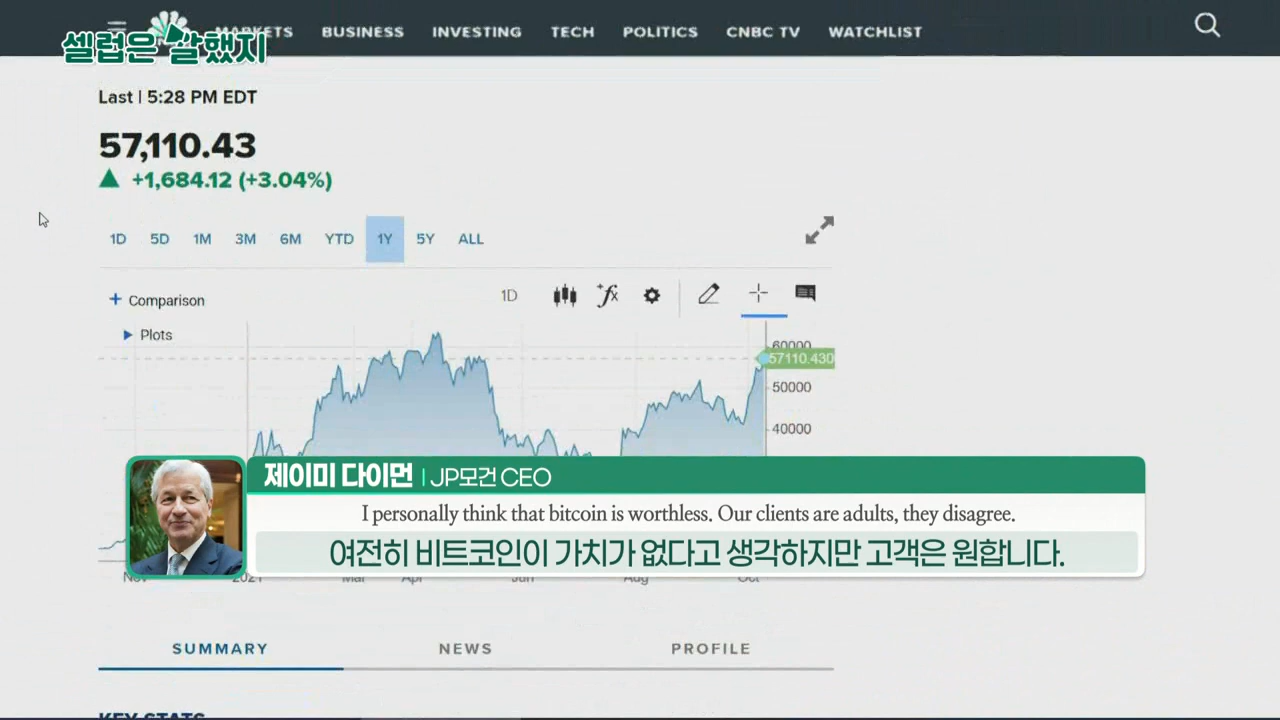 MARKETS BUSINESS INVESTING TECH POLITICS CNBC TV WATCHLIST
셀럽은 말했지
Last | 5:28 PM EDT
57,110.43
▲ +1,684.12 (+3.04%)
1D 5D 1M 3M 6M YTD 1Y 5Y ALL
+ Comparison 1D
Plots
60000
57110.430
50000
40000
제이미 다이먼 | JP모건 CEO
I personally think that bitcoin is worthless. Our clients are adults, they disagree.
여전히 비트코인이 가치가 없다고 생각하지만 고객은 원합니다.
Nov 2021 Mar Apr Jun Aug Oct
SUMMARY NEWS PROFILE
KEY STATS